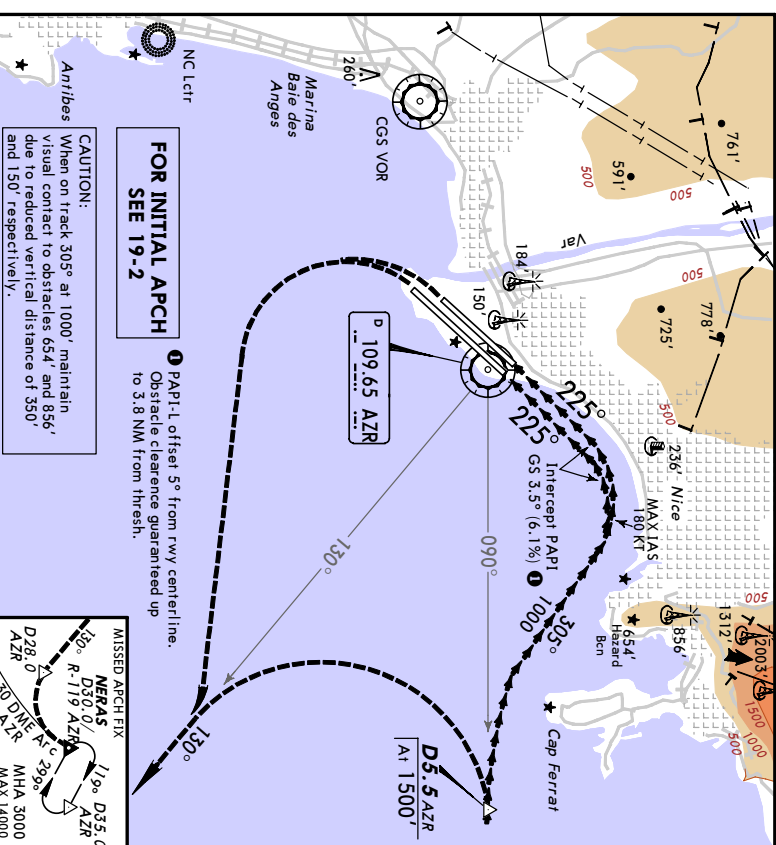 761'
591'
500
500
Var
500
778'
725'
500
236' Nice
184'
150'
260'
CGS VOR
Marina
Baie des
Anges
NC Lctr
Antibes
CAUTION:
When on track 305° at 1000' maintain
visual contact to obstacles 654' and 856'
due to reduced vertical distance of 350'
and 150' respectively.
FOR INITIAL APCH
SEE 19-2
1 PAPI-L offset 5° from rwy centerline.
Obstacle clearance guaranteed up
to 3.8 NM from thresh.
D 109.65 AZR
225°
225°
Intercept PAPI
GS 3.5° (6.1%) 1
MAX IAS
180 KT
305°
1000
090°
130°
130°
D5.5 AZR
At 1500'
Cap Ferrat
654'
Hazard
Bcn
856'
1312'
2003'
500
1500
1000
500
MISSED APCH FIX
NERAS
D30.0/
R-119 AZR
130°
D28.0
AZR
30 DME Arc
AZR
299°
119°
D35.0
AZR
MHA 3000
MAX 14000